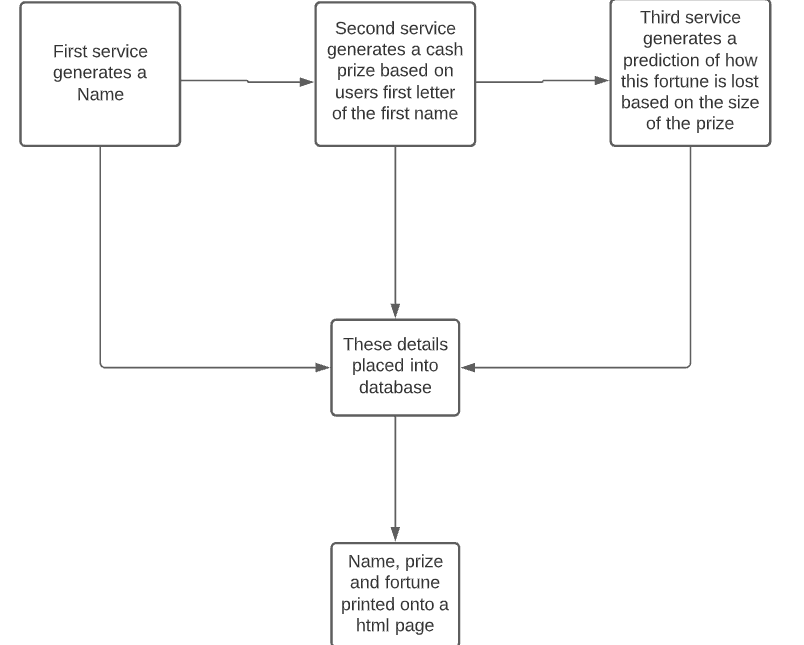 First service
generates a
Name
Second service
generates a cash
prize based on
users first letter
of the first name
Third service
generates a
prediction of how
this fortune is lost
based on the size
of the prize
These details
placed into
database
Name, prize
and fortune
printed onto a
html page